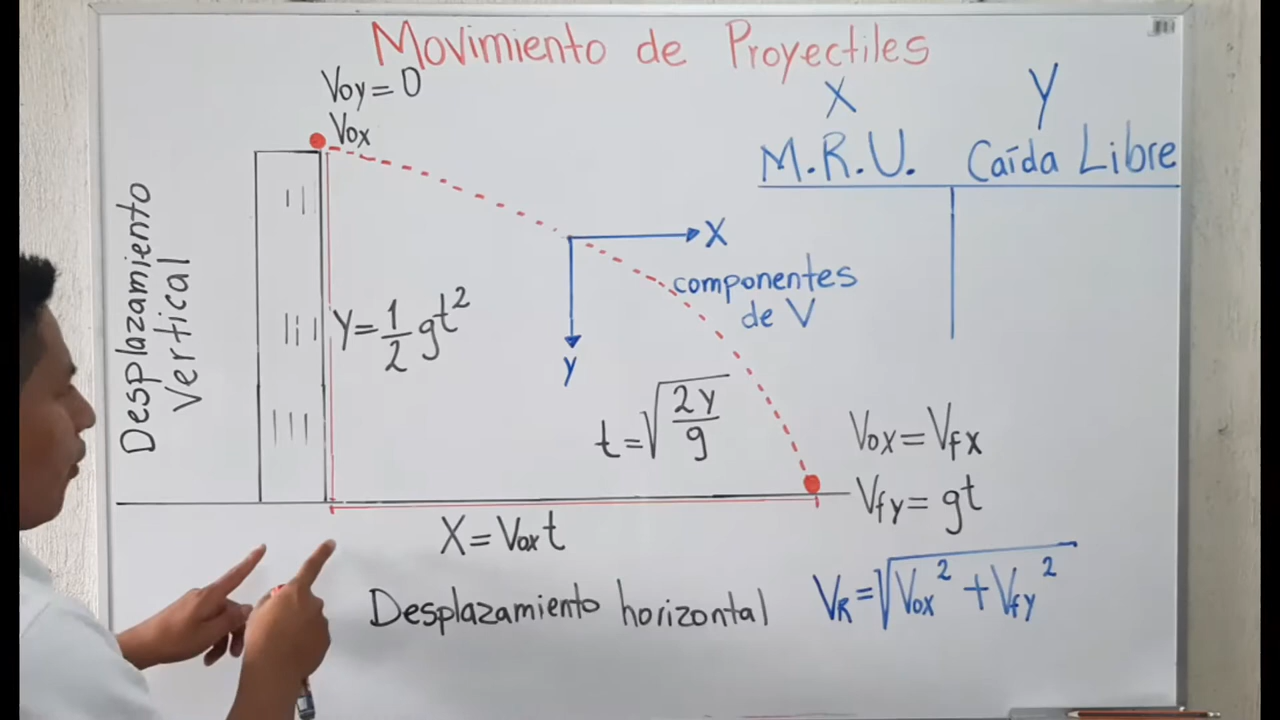 Movimiento de Proyectiles
Voy = 0
Vox
X
Y
M.R.U.
Caída Libre
Desplazamiento
Vertical
X
componentes
de V
y
Y = 1/2 gt²
t = √(2y/g)
Vox = Vfx
Vfy = gt
X = Vox t
Desplazamiento horizontal
VR = √(Vox² + Vfy²)